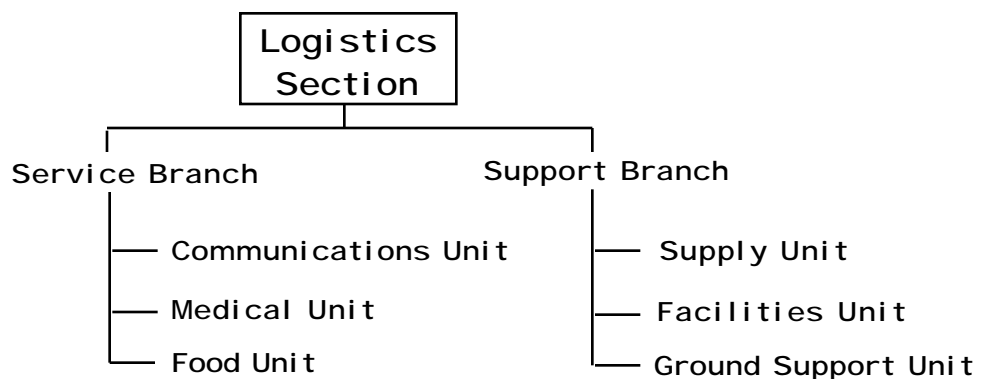 Logistics
Section
Service Branch
Communications Unit
Medical Unit
Food Unit
Support Branch
Supply Unit
Facilities Unit
Ground Support Unit